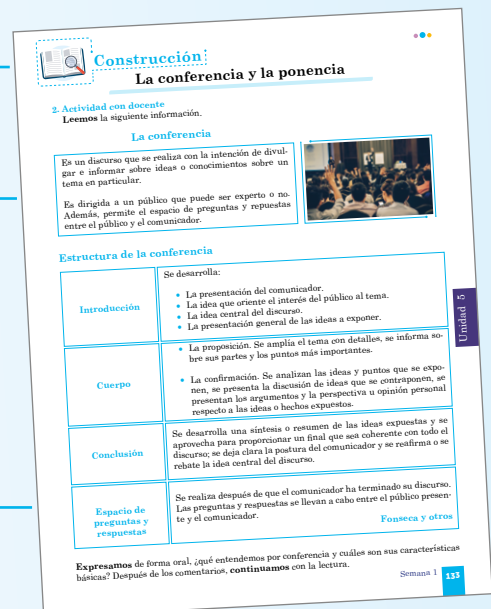 Construcción
La conferencia y la ponencia
2. Actividad con docente
Leemos la siguiente información.
La conferencia
Es un discurso que se realiza con la intención de divul-
gar e informar sobre ideas o conocimientos sobre un
tema en particular.
Es dirigida a un público que puede ser experto o no.
Además, permite el espacio de preguntas y repuestas
entre el público y el comunicador.
Estructura de la conferencia
Introducción
Se desarrolla:
• La presentación del comunicador.
• La idea que oriente el interés del público al tema.
• La idea central del discurso.
• La presentación general de las ideas a exponer.
Cuerpo
• La proposición. Se amplía el tema con detalles, se informa so-
bre sus partes y los puntos más importantes.
• La confirmación. Se analizan las ideas y puntos que se expo-
nen, se presenta la discusión de ideas que se contraponen, se
presentan los argumentos y la perspectiva u opinión personal
respecto a las ideas o hechos expuestos.
Conclusión
Se desarrolla una síntesis o resumen de las ideas expuestas y se
aprovecha para proporcionar un final que sea coherente con todo el
discurso; se deja clara la postura del comunicador y se reafirma o se
rebate la idea central del discurso.
Espacio de
preguntas y
respuestas
Se realiza después de que el comunicador ha terminado su discurso.
Las preguntas y respuestas se llevan a cabo entre el público presen-
te y el comunicador.
Fonseca y otros
Expresamos de forma oral, ¿qué entendemos por conferencia y cuáles son sus características
básicas? Después de los comentarios, continuamos con la lectura.
Unidad 5
Semana 1
133